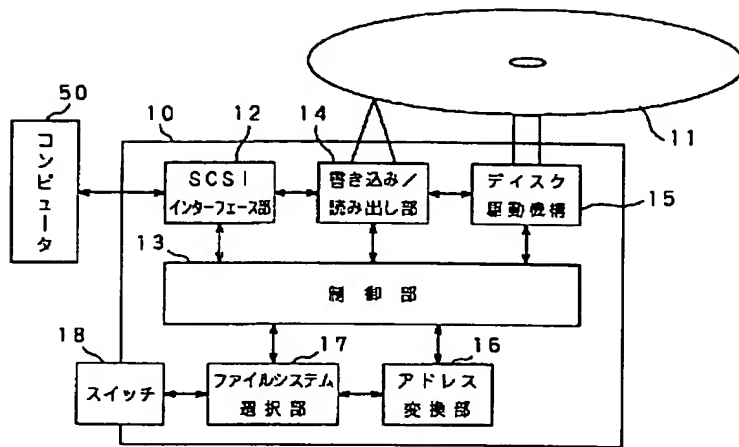 50
コンピュータ
10
12
SCSI
インターフェース部
14
書き込み／
読み出し部
11
ディスク
駆動機構
15
13
制御部
18
スイッチ
17
ファイルシステム
選択部
16
アドレス
変換部